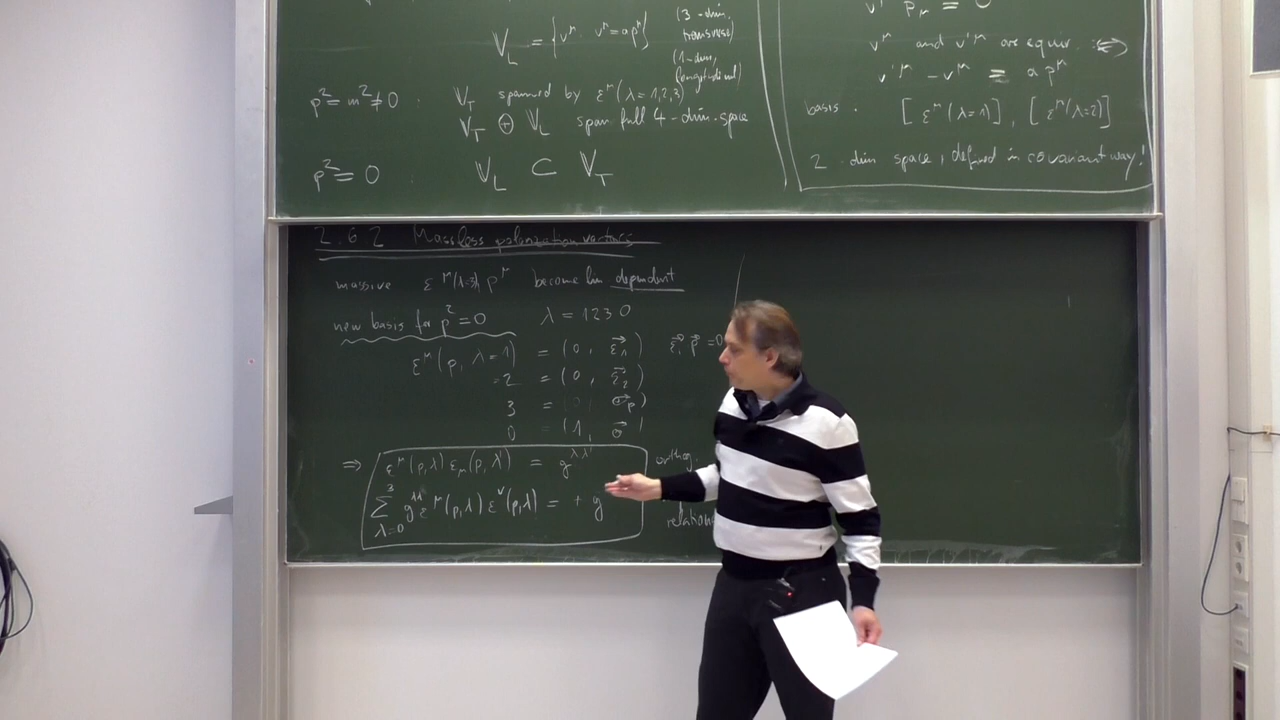 V_L = { v^μ v^μ = a p^μ } (3-dim, transverse)
(1-dim, longitudinal)
p² = m² ≠ 0 : V_T spanned by ε^μ(λ=1,2,3)
V_T ⊕ V_L span full 4-dim-space
p² = 0 V_L ⊂ V_T
p_μ = 0
v^μ and v'^μ are equiv. ⇔
v'^μ − v^μ = a p^μ
basis. [ε^μ(λ=1)], [ε^μ(λ=2)]
2-dim space, defined in covariant way!
2.6.2 Massless polarization vectors
massive ε^μ(λ=3), p^μ become lin dependent
new basis for p² = 0 λ = 1 2 3 0
ε^μ(p, λ=1) = (0, ε⃗_1) ε⃗_i p⃗ = 0
=2 = (0, ε⃗_2)
3 = (0, e⃗_p)
0 = (1, 0⃗)
⇒ ε^μ(p,λ) ε_μ(p,λ') = g^{λλ'} orthog.
∑_{λ=0}^{3} g^{λλ} ε^μ(p,λ) ε^ν(p,λ) = + g relations